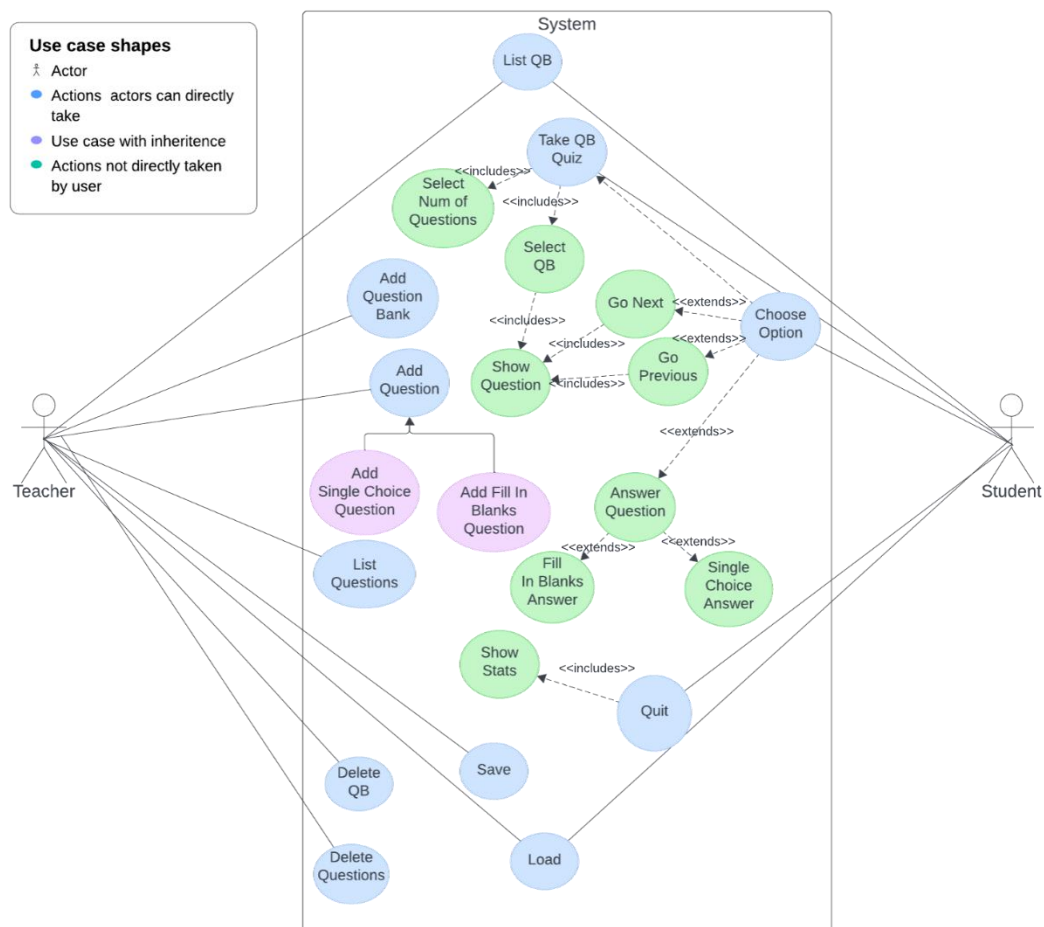 System
Use case shapes
Actor
Actions actors can directly
take
Use case with inheritence
Actions not directly taken
by user
List QB
Take QB
Quiz
<<includes>>
Select
Num of
Questions
<<includes>>
Select
QB
Add
Question
Bank
Go Next
<<extends>>
Choose
Option
<<includes>>
<<includes>>
<<extends>>
Go
Previous
Show
Question
<<includes>>
Add
Question
<<extends>>
Teacher
Student
Add
Single Choice
Question
Add Fill In
Blanks
Question
Answer
Question
<<extends>>
<<extends>>
List
Questions
Fill
In Blanks
Answer
Single
Choice
Answer
Show
Stats
<<includes>>
Quit
Delete
QB
Save
Delete
Questions
Load